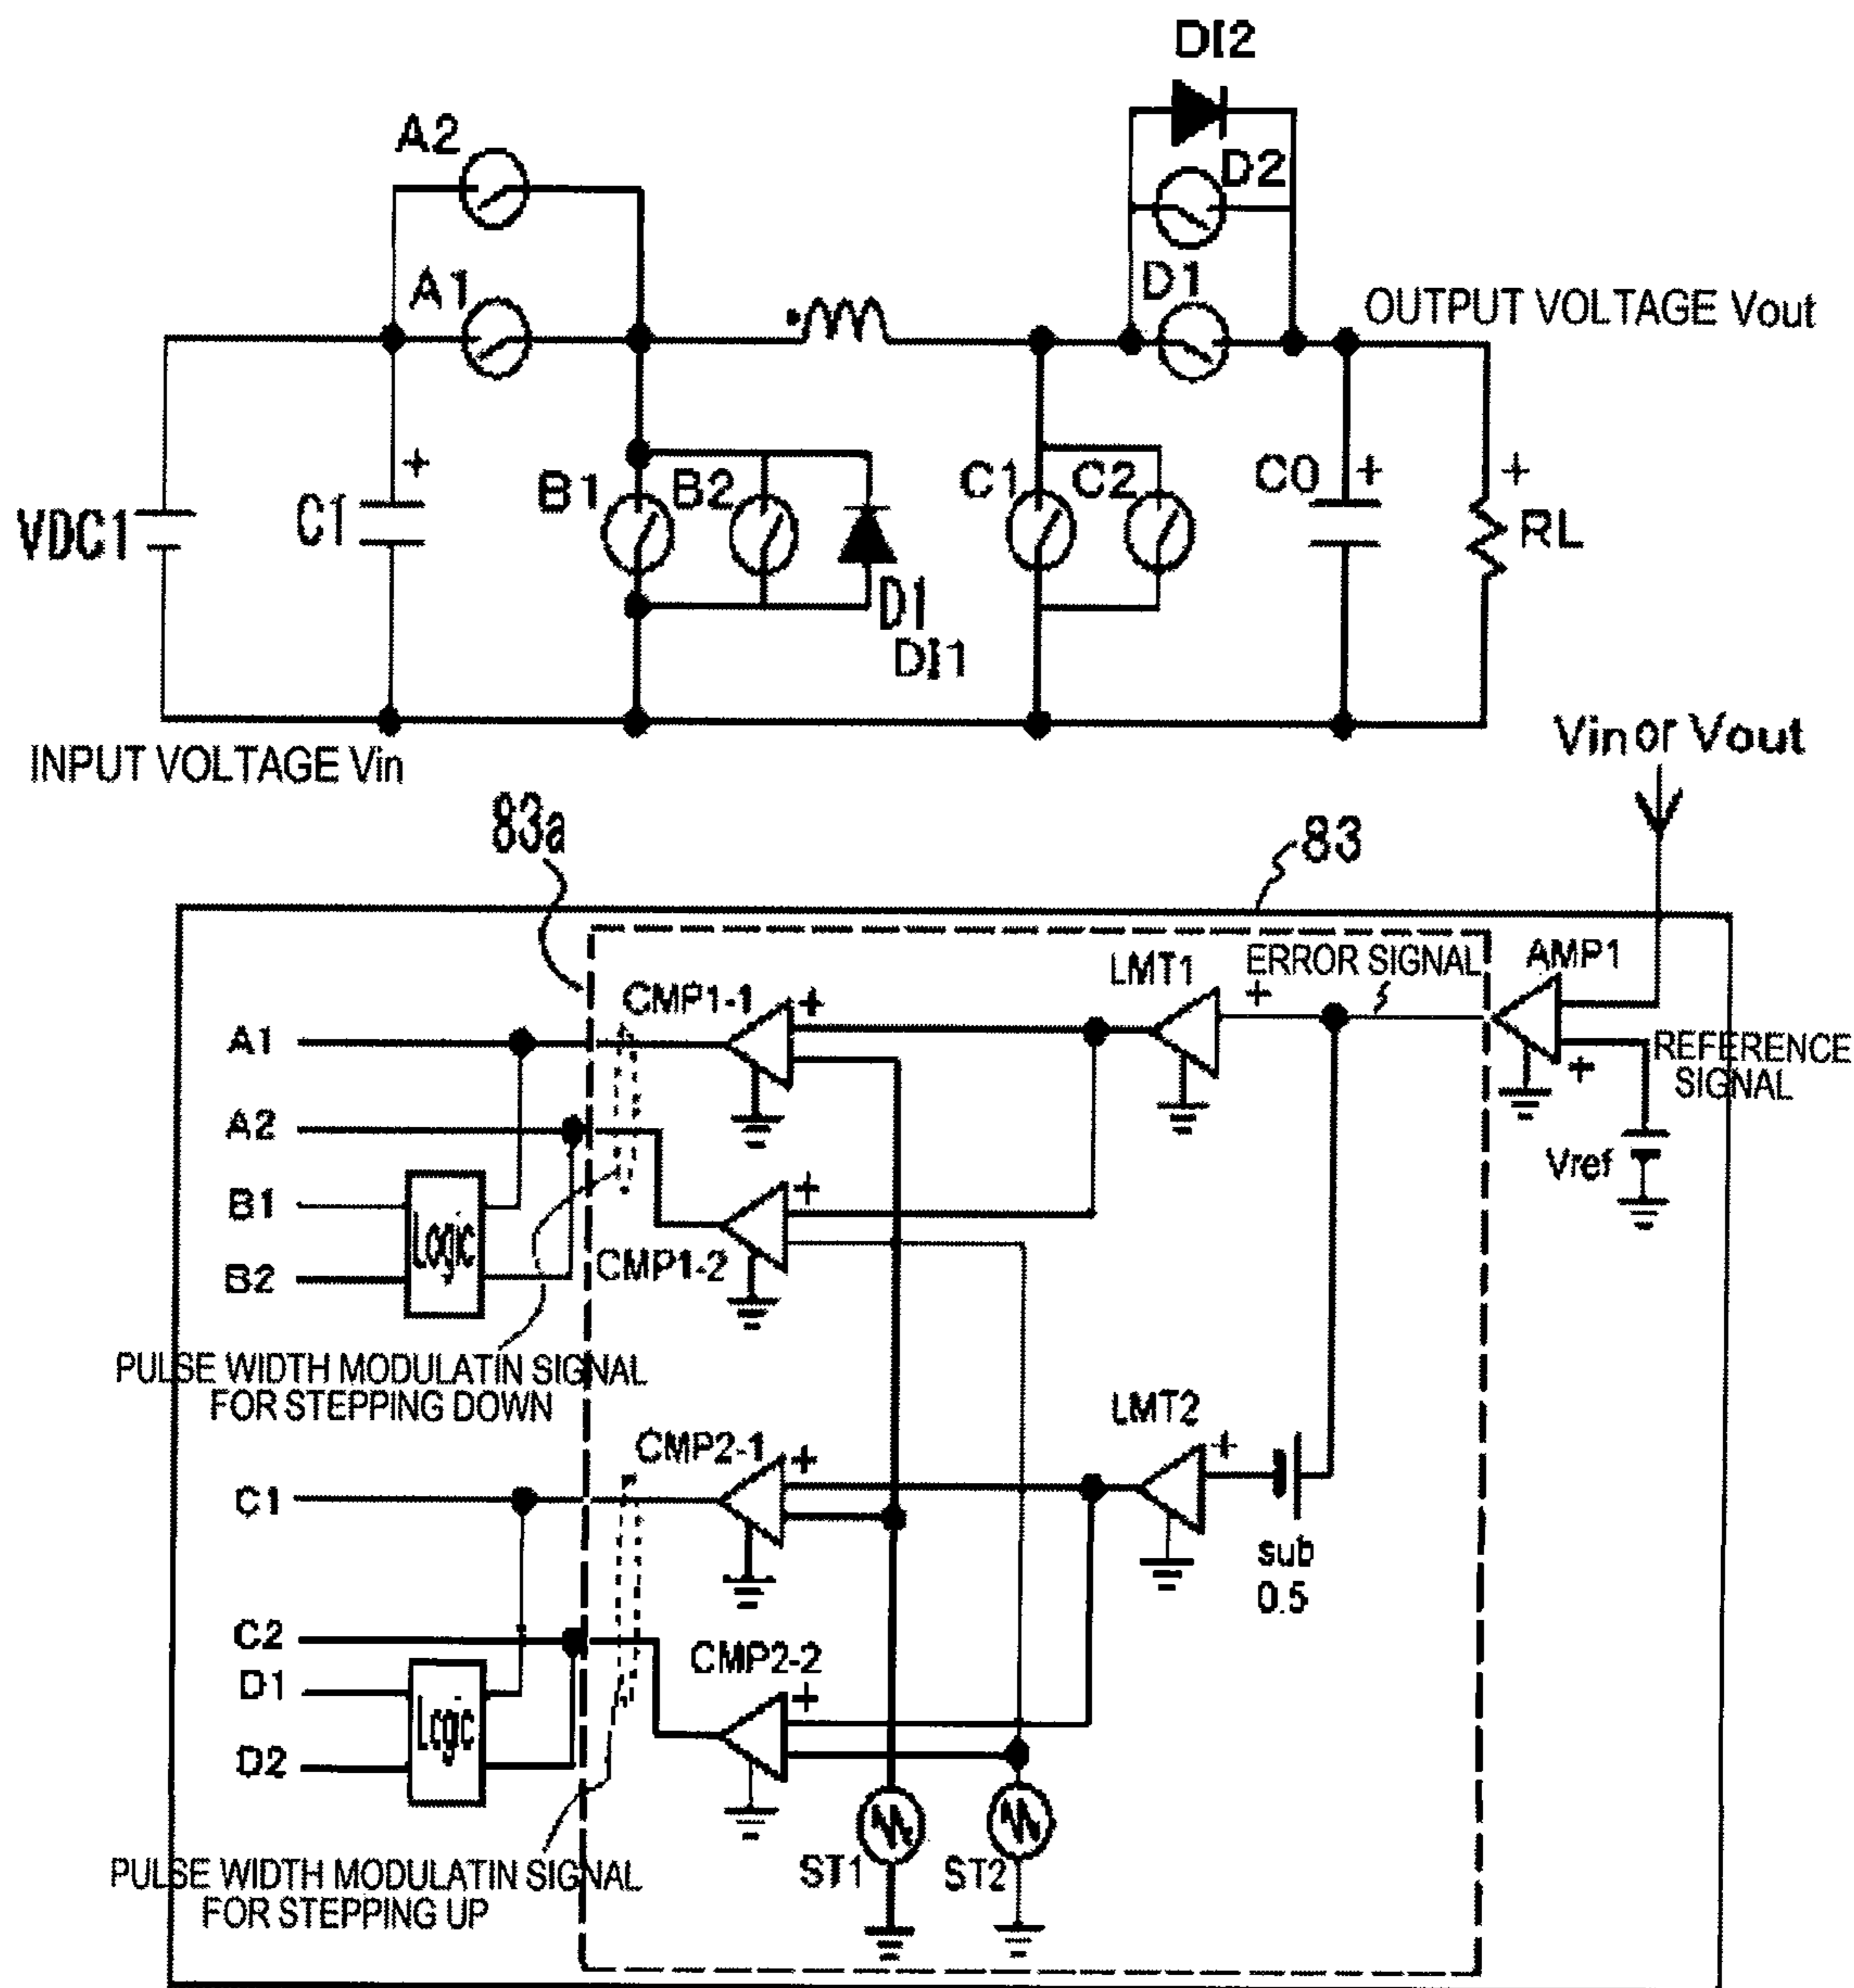 DI2
A2
D2
A1
D1
OUTPUT VOLTAGE Vout
+
VDC1
C1
B1
B2
D1
DI1
C1
C2
C0
+
+
RL
INPUT VOLTAGE Vin
Vin or Vout
83a
83
CMP1-1
+
LMT1
+
ERROR SIGNAL
AMP1
+
REFERENCE
SIGNAL
Vref
A1
A2
B1
B2
Logic
CMP1-2
+
PULSE WIDTH MODULATIN SIGNAL
FOR STEPPING DOWN
CMP2-1
+
LMT2
+
sub
0.5
C1
C2
D1
D2
Logic
CMP2-2
+
PULSE WIDTH MODULATIN SIGNAL
FOR STEPPING UP
ST1
ST2